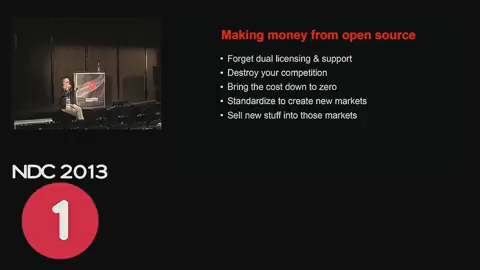 Making money from open source
• Forget dual licensing & support
• Destroy your competition
• Bring the cost down to zero
• Standardize to create new markets
• Sell new stuff into those markets
NDC 2013
1